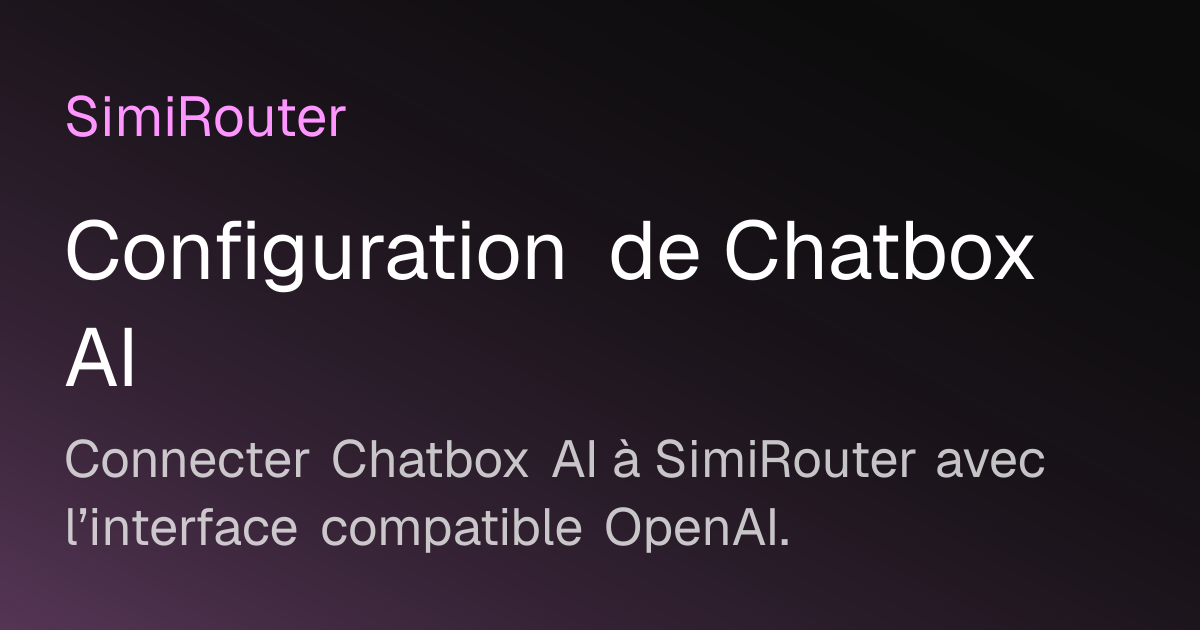 SimiRouter
Configuration de Chatbox
AI
Connecter Chatbox AI à SimiRouter avec
l’interface compatible OpenAI.